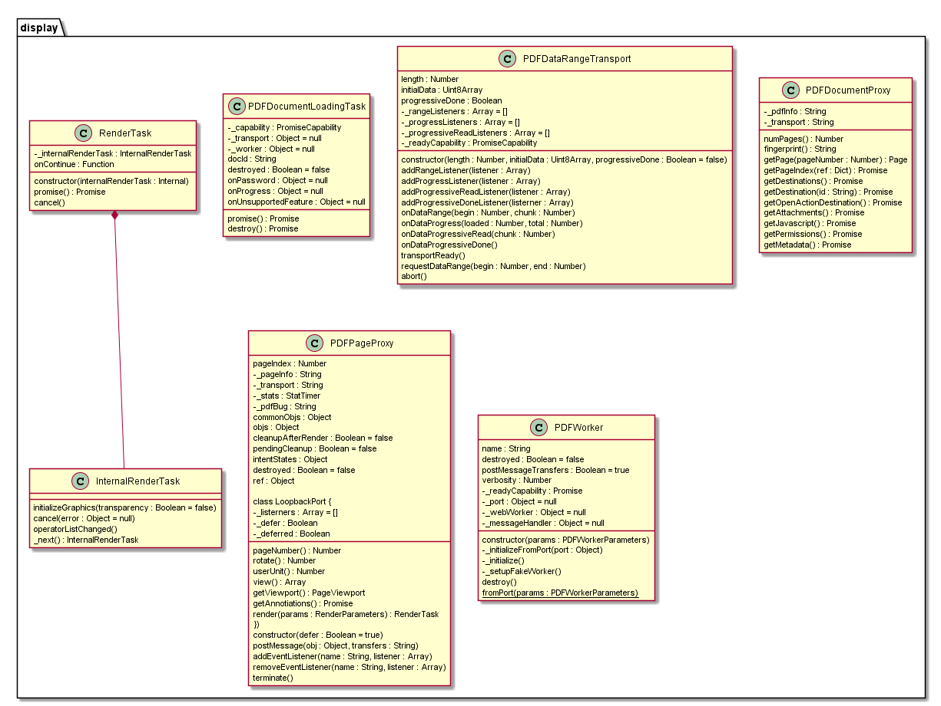 display
C RenderTask
-_internalRenderTask : InternalRenderTask
onContinue : Function
constructor(internalRenderTask : Internal)
promise() : Promise
cancel()
C PDFDocumentLoadingTask
-_capability : PromiseCapability
-_transport : Object = null
-_worker : Object = null
docId : String
destroyed : Boolean = false
onPassword : Object = null
onProgress : Object = null
onUnsupportedFeature : Object = null
promise() : Promise
destroy() : Promise
C PDFDataRangeTransport
length : Number
initialData : Uint8Array
progressiveDone : Boolean
-_rangeListeners : Array = []
-_progressListeners : Array = []
-_progressiveReadListeners : Array = []
-_readyCapability : PromiseCapability
constructor(length : Number, initialData : Uint8Array, progressiveDone : Boolean = false)
addRangeListener(listener : Array)
addProgressListener(listener : Array)
addProgressiveReadListener(listener : Array)
addProgressiveDoneListener(listerner : Array)
onDataRange(begin : Number, chunk : Number)
onDataProgress(loaded : Number, total : Number)
onDataProgressiveRead(chunk : Number)
onDataProgressiveDone()
transportReady()
requestDataRange(begin : Number, end : Number)
abort()
C PDFDocumentProxy
-_pdfInfo : String
-_transport : String
numPages() : Number
fingerprint() : String
getPage(pageNumber : Number) : Page
getPageIndex(ref : Dict) : Promise
getDestinations() : Promise
getDestination(id : String) : Promise
getOpenActionDestination() : Promise
getAttachments() : Promise
getJavascript() : Promise
getPermissions() : Promise
getMetadata() : Promise
C InternalRenderTask
initializeGraphics(transparency : Boolean = false)
cancel(error : Object = null)
operatorListChanged()
_next() : InternalRenderTask
C PDFPageProxy
pageIndex : Number
-_pageInfo : String
-_transport : String
-_stats : StatTimer
-_pdfBug : String
commonObjs : Object
objs : Object
cleanupAfterRender : Boolean = false
pendingCleanup : Boolean = false
intentStates : Object
destroyed : Boolean = false
ref : Object
class LoopbackPort {
-_listerners : Array = []
-_defer : Boolean
-_deferred : Boolean
pageNumber() : Number
rotate() : Number
userUnit() : Number
view() : Array
getViewport() : PageViewport
getAnnotiations() : Promise
render(params : RenderParameters) : RenderTask
})
constructor(defer : Boolean = true)
postMessage(obj : Object, transfers : String)
addEventListener(name : String, listener : Array)
removeEventListener(name : String, listener : Array)
terminate()
C PDFWorker
name : String
destroyed : Boolean = false
postMessageTransfers : Boolean = true
verbosity : Number
-_readyCapability : Promise
-_port : Object = null
-_webWorker : Object = null
-_messageHandler : Object = null
constructor(params : PDFWorkerParameters)
-_initializeFromPort(port : Object)
-_initialize()
-_setupFakeWorker()
destroy()
fromPort(params : PDFWorkerParameters)